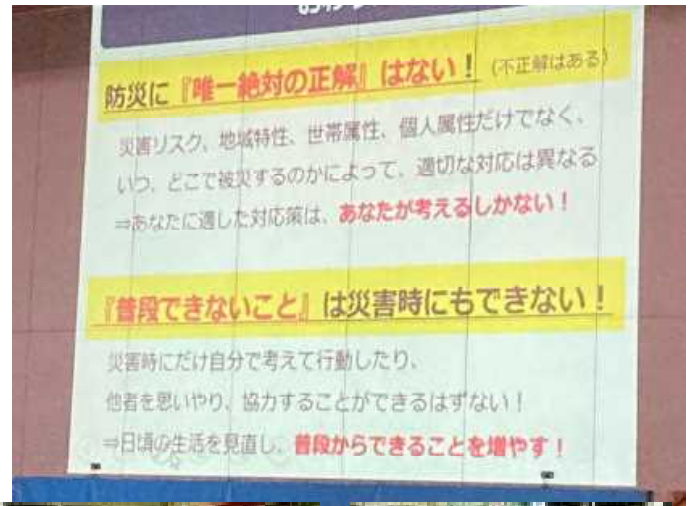 防災に『唯一絶対の正解』はない！（不正解はある）
災害リスク、地域特性、世帯属性、個人属性だけでなく、
いつ、どこで被災するのかによって、適切な対応は異なる
⇒あなたに適した対応策は、あなたが考えるしかない！
『普段できないこと』は災害時にもできない！
災害時にだけ自分で考えて行動したり、
他者を思いやり、協力することができるはずない！
⇒日頃の生活を見直し、普段からできることを増やす！